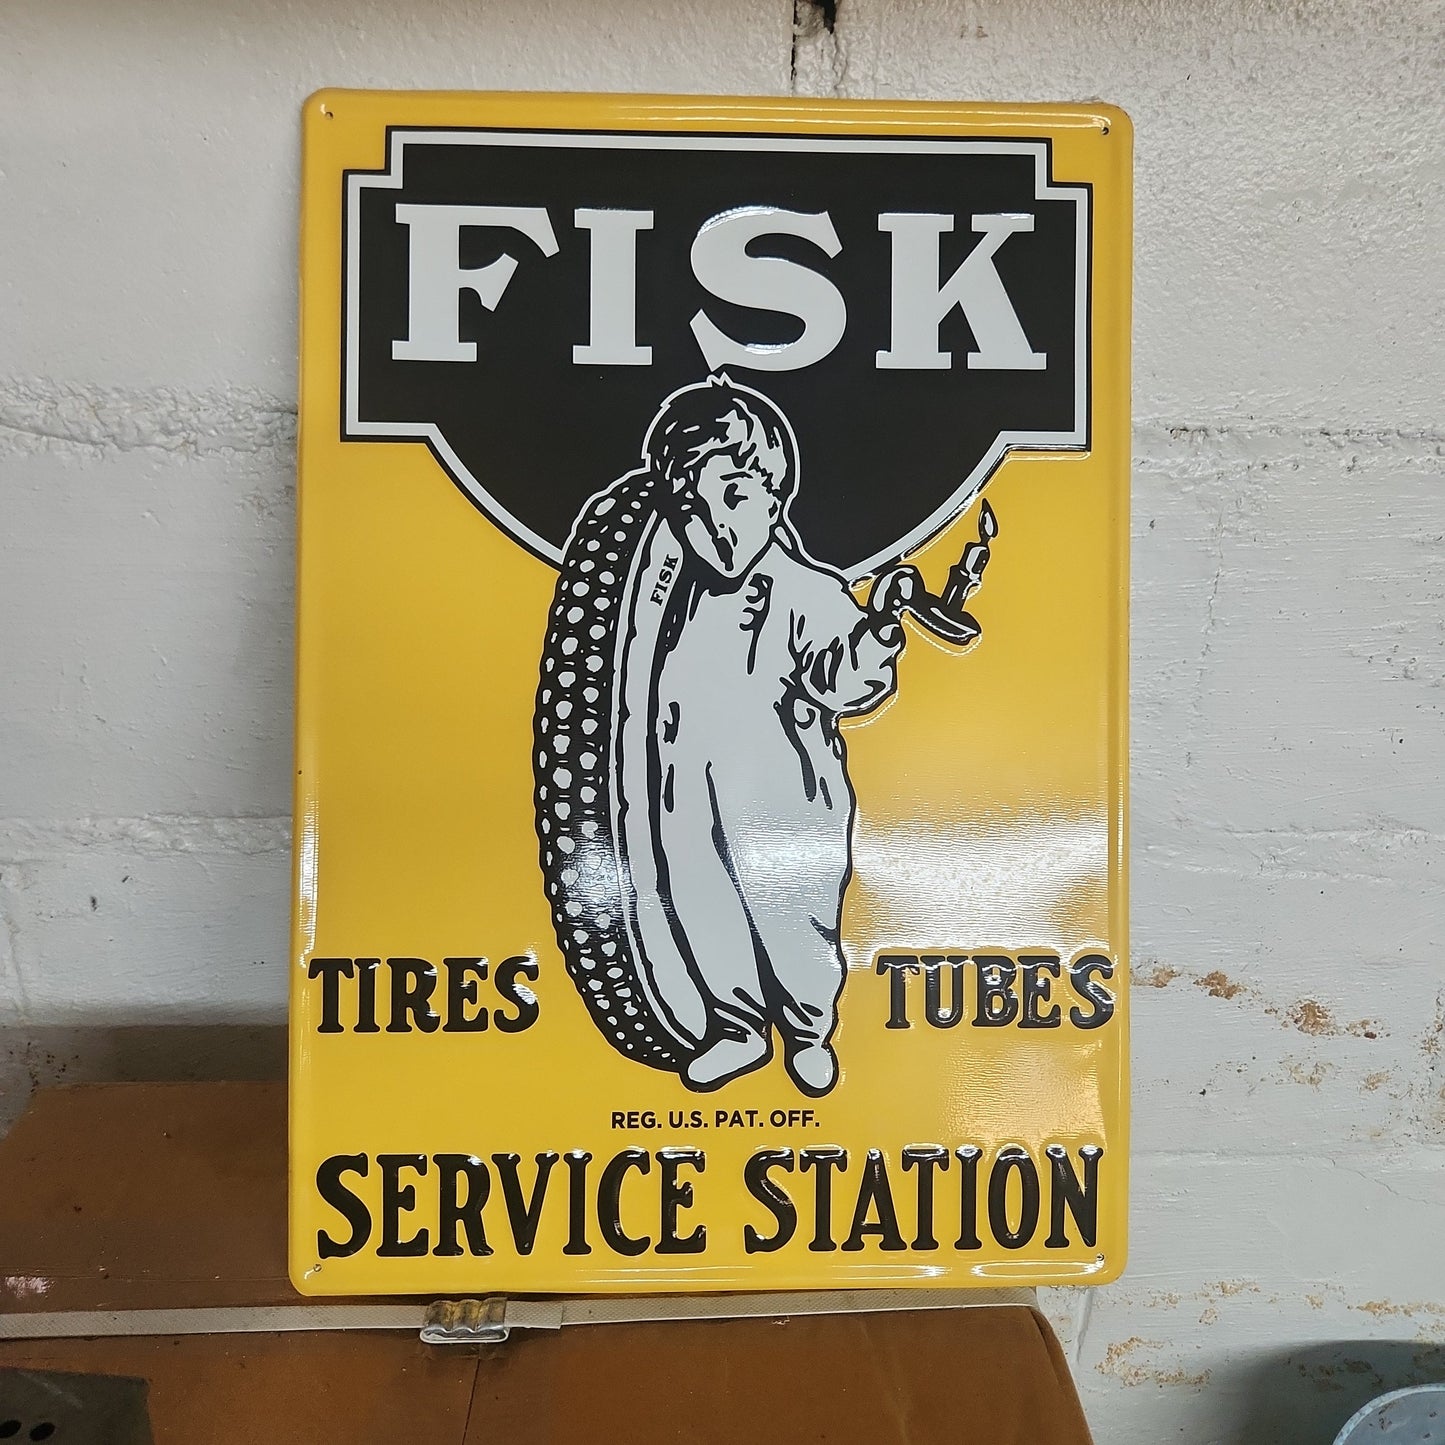 FISK
FISK
TIRES TUBES
REG. U.S. PAT. OFF.
SERVICE STATION